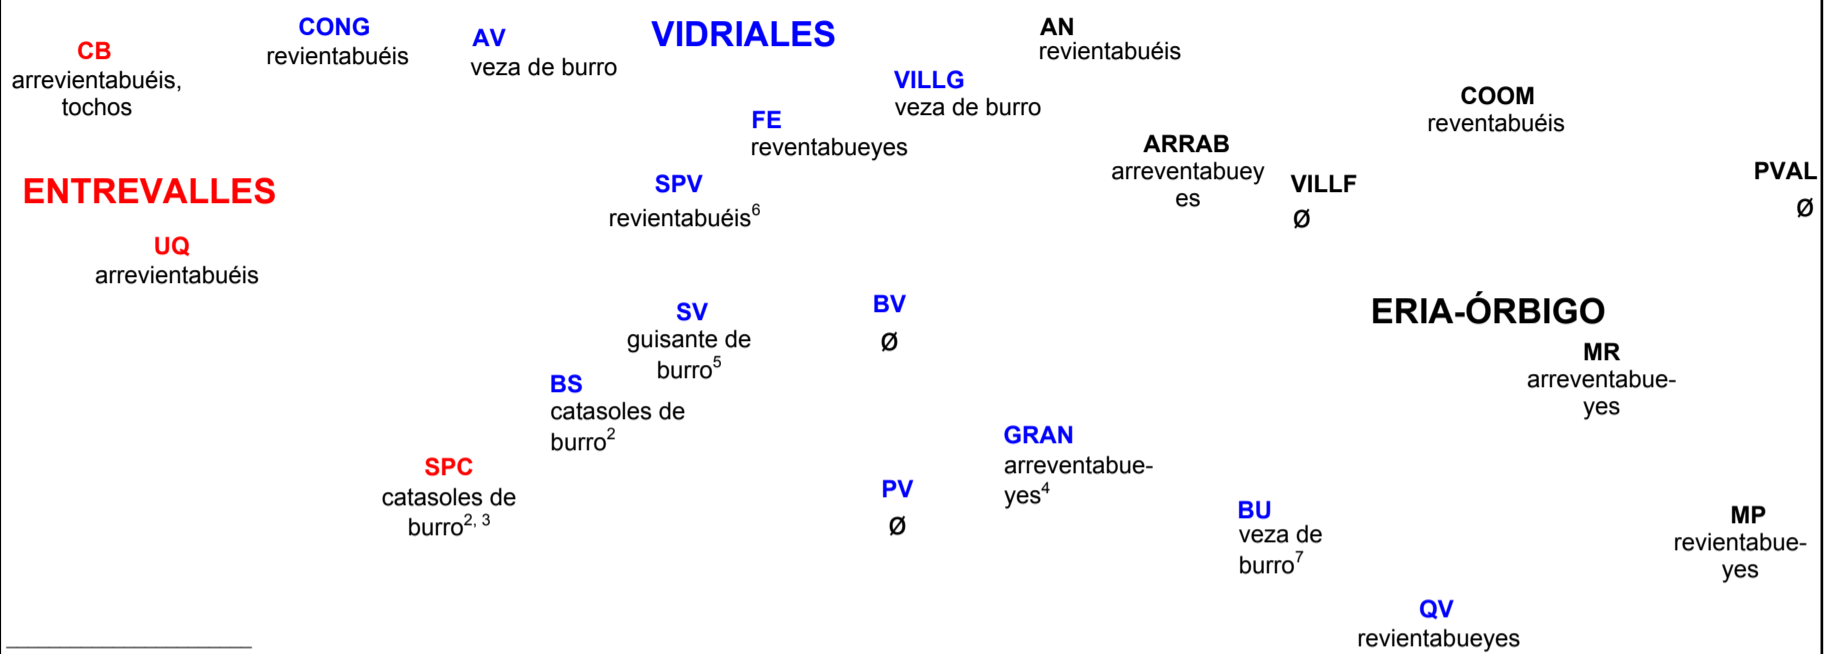 CB
arrevientabuéis,
tochos
CONG
revientabuéis
AV
veza de burro
VIDRIALES
AN
revientabuéis
VILLG
veza de burro
COOM
reventabuéis
FE
reventabueyes
ARRAB
arreventabuey
es
ENTREVALLES
SPV
revientabuéis6
VILLF
Ø
PVAL
Ø
UQ
arrevientabuéis
SV
guisante de
burro5
BV
Ø
ERIA-ÓRBIGO
MR
arreventabue-
yes
BS
catasoles de
burro2
GRAN
arreventabue-
yes4
SPC
catasoles de
burro2, 3
PV
Ø
BU
veza de
burro7
MP
revientabue-
yes
QV
revientabueyes